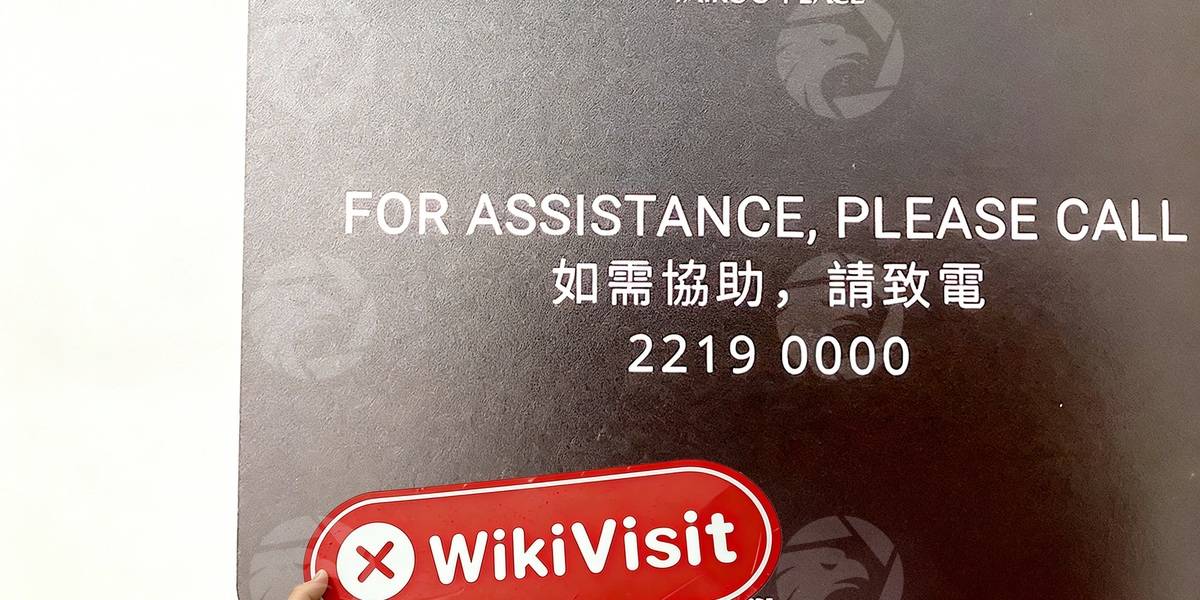 FOR ASSISTANCE, PLEASE CALL
如需協助，請致電
2219 0000
WikiVisit